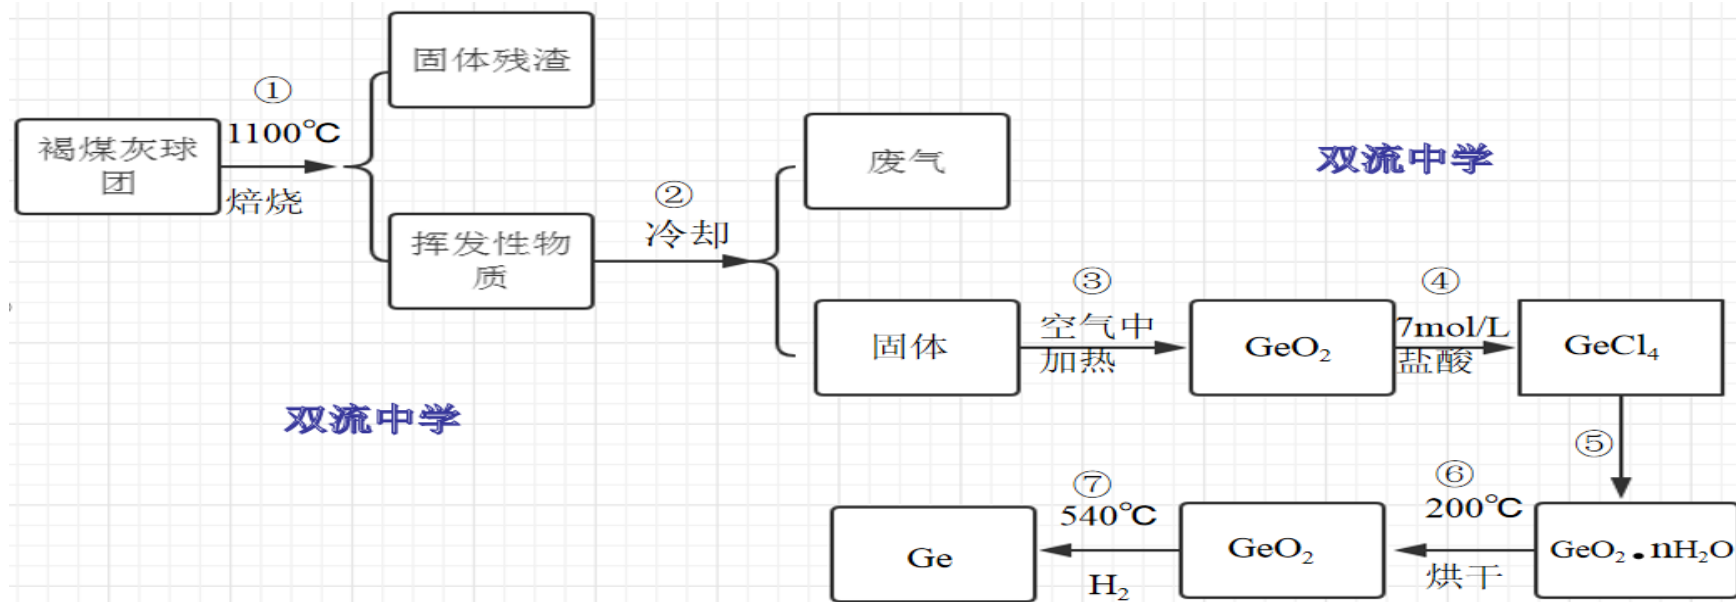 固体残渣
①
1100℃
焙烧
褐煤灰球
团
挥发性物
质
②
冷却
废气
双流中学
固体
③
空气中
加热
GeO₂
④
7mol/L
盐酸
GeCl₄
双流中学
⑤
GeO₂·nH₂O
⑥
200℃
烘干
GeO₂
⑦
540℃
H₂
Ge